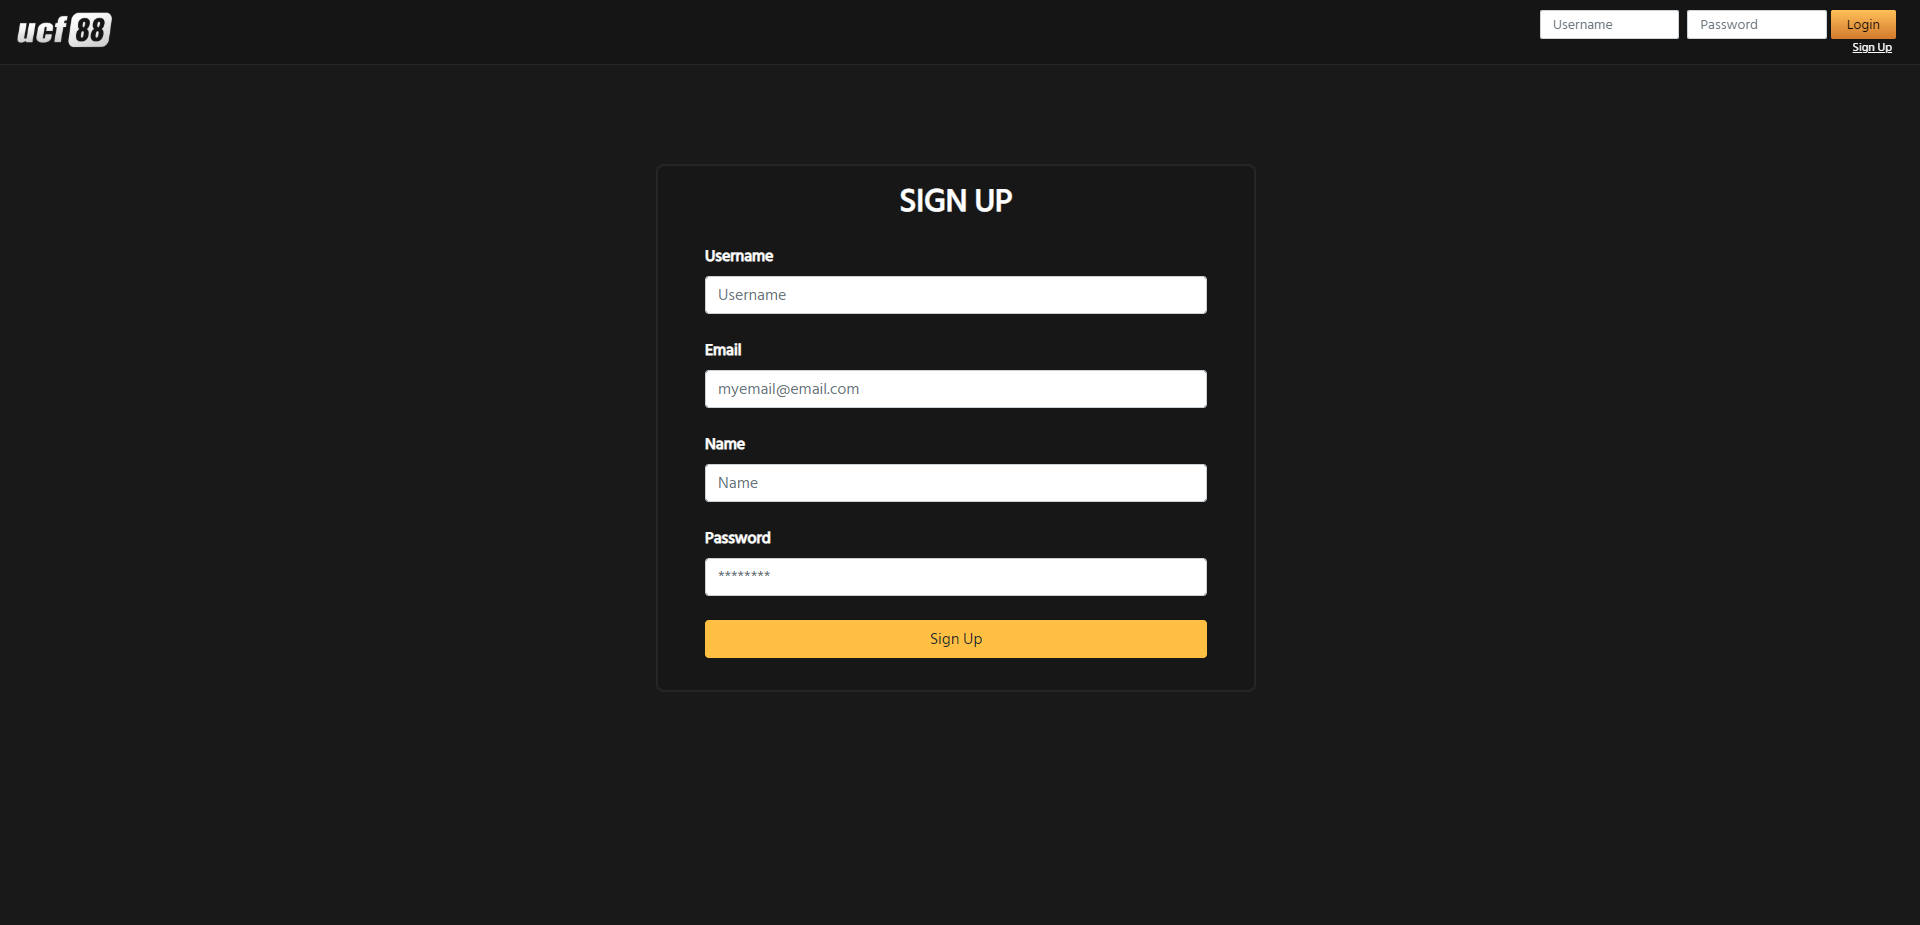 ucf88
Username Password Login
Sign Up
SIGN UP
Username
Username
Email
myemail@email.com
Name
Name
Password
********
Sign Up